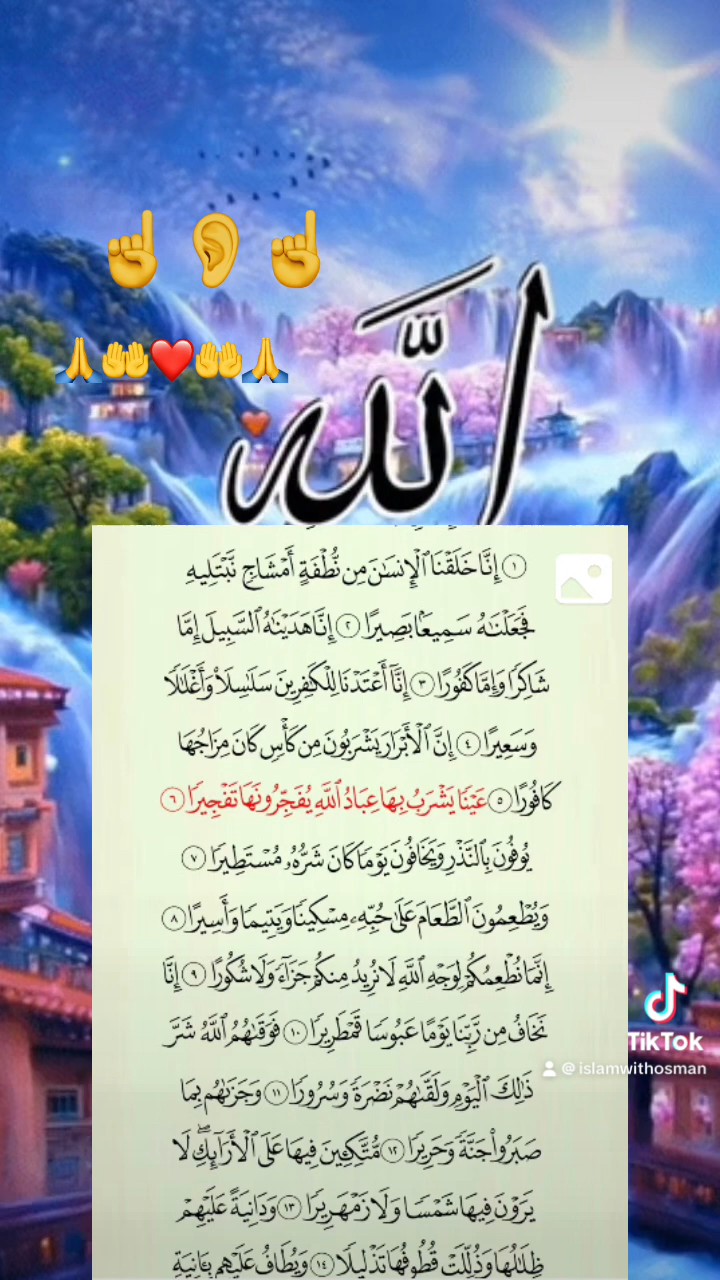 الله
۝١ إِنَّا خَلَقْنَا ٱلْإِنسَـٰنَ مِن نُّطْفَةٍ أَمْشَاجٍ نَّبْتَلِيهِ
فَجَعَلْنَـٰهُ سَمِيعًۢا بَصِيرًا ۝٢ إِنَّا هَدَيْنَـٰهُ ٱلسَّبِيلَ إِمَّا
شَاكِرًا وَإِمَّا كَفُورًا ۝٣ إِنَّآ أَعْتَدْنَا لِلْكَـٰفِرِينَ سَلَـٰسِلَا۟ وَأَغْلَـٰلًا
وَسَعِيرًا ۝٤ إِنَّ ٱلْأَبْرَارَ يَشْرَبُونَ مِن كَأْسٍ كَانَ مِزَاجُهَا
كَافُورًا ۝٥ عَيْنًا يَشْرَبُ بِهَا عِبَادُ ٱللَّهِ يُفَجِّرُونَهَا تَفْجِيرًا ۝٦
يُوفُونَ بِٱلنَّذْرِ وَيَخَافُونَ يَوْمًا كَانَ شَرُّهُۥ مُسْتَطِيرًا ۝٧
وَيُطْعِمُونَ ٱلطَّعَامَ عَلَىٰ حُبِّهِۦ مِسْكِينًا وَيَتِيمًا وَأَسِيرًا ۝٨
إِنَّمَا نُطْعِمُكُمْ لِوَجْهِ ٱللَّهِ لَا نُرِيدُ مِنكُمْ جَزَآءً وَلَا شُكُورًا ۝٩ إِنَّا
نَخَافُ مِن رَّبِّنَا يَوْمًا عَبُوسًا قَمْطَرِيرًا ۝١٠ فَوَقَىٰهُمُ ٱللَّهُ شَرَّ
ذَٰلِكَ ٱلْيَوْمِ وَلَقَّىٰهُمْ نَضْرَةً وَسُرُورًا ۝١١ وَجَزَىٰهُم بِمَا
صَبَرُوا۟ جَنَّةً وَحَرِيرًا ۝١٢ مُّتَّكِـِٔينَ فِيهَا عَلَى ٱلْأَرَآئِكِ ۖ لَا
يَرَوْنَ فِيهَا شَمْسًا وَلَا زَمْهَرِيرًا ۝١٣ وَدَانِيَةً عَلَيْهِمْ
ظِلَـٰلُهَا وَذُلِّلَتْ قُطُوفُهَا تَذْلِيلًا ۝١٤ وَيُطَافُ عَلَيْهِم بِـَٔانِيَةٍ
TikTok
@islamwithosman